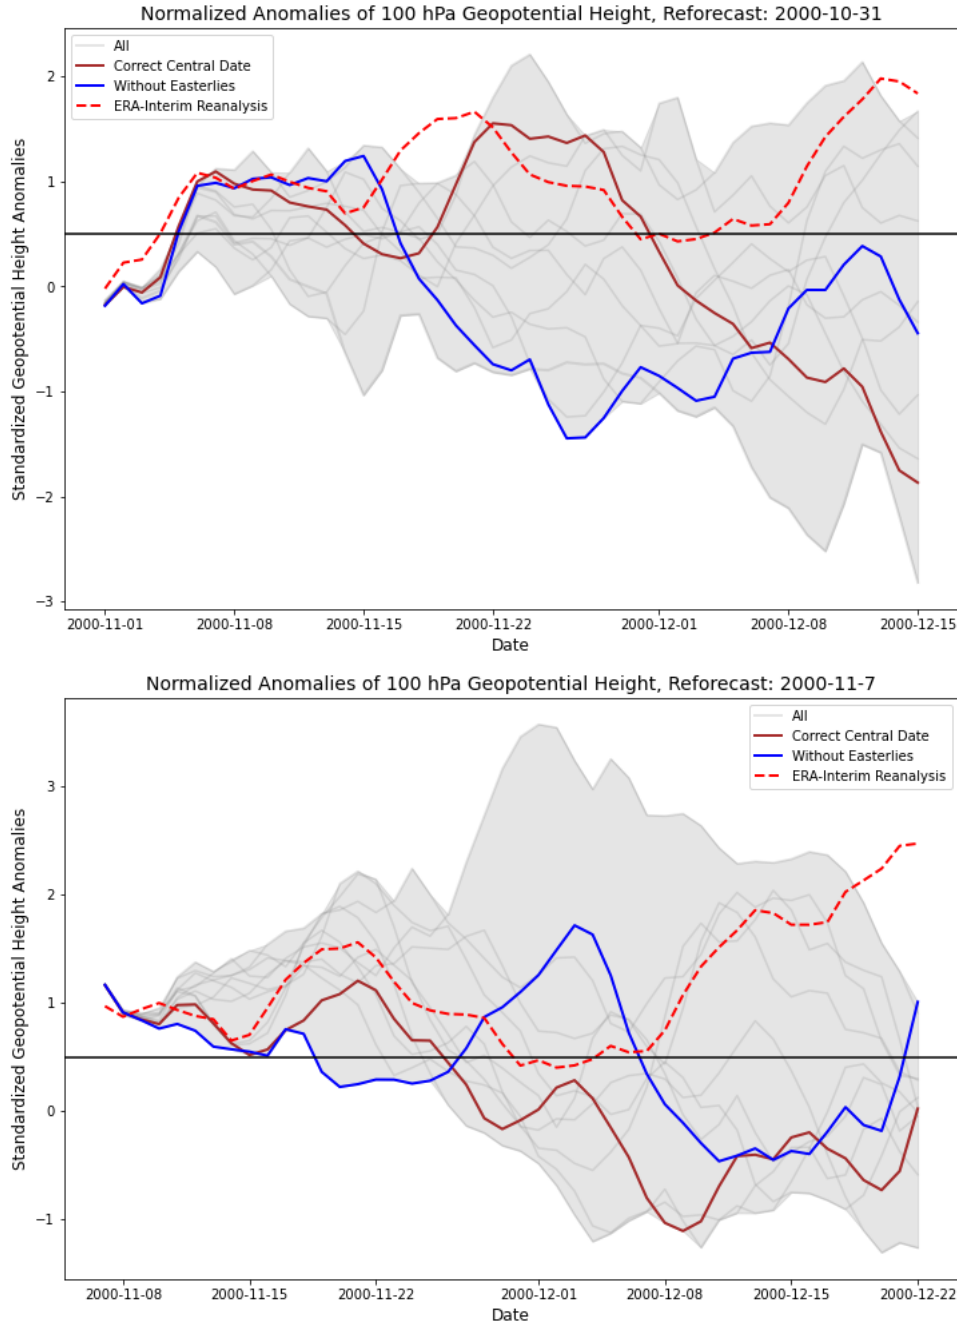 Normalized Anomalies of 100 hPa Geopotential Height, Reforecast: 2000-10-31
All
Correct Central Date
Without Easterlies
ERA-Interim Reanalysis
Standardized Geopotential Height Anomalies
2
1
0
−1
−2
−3
2000-11-01 2000-11-08 2000-11-15 2000-11-22 2000-12-01 2000-12-08 2000-12-15
Date
Normalized Anomalies of 100 hPa Geopotential Height, Reforecast: 2000-11-7
All
Correct Central Date
Without Easterlies
ERA-Interim Reanalysis
Standardized Geopotential Height Anomalies
3
2
1
0
−1
2000-11-08 2000-11-15 2000-11-22 2000-12-01 2000-12-08 2000-12-15 2000-12-22
Date